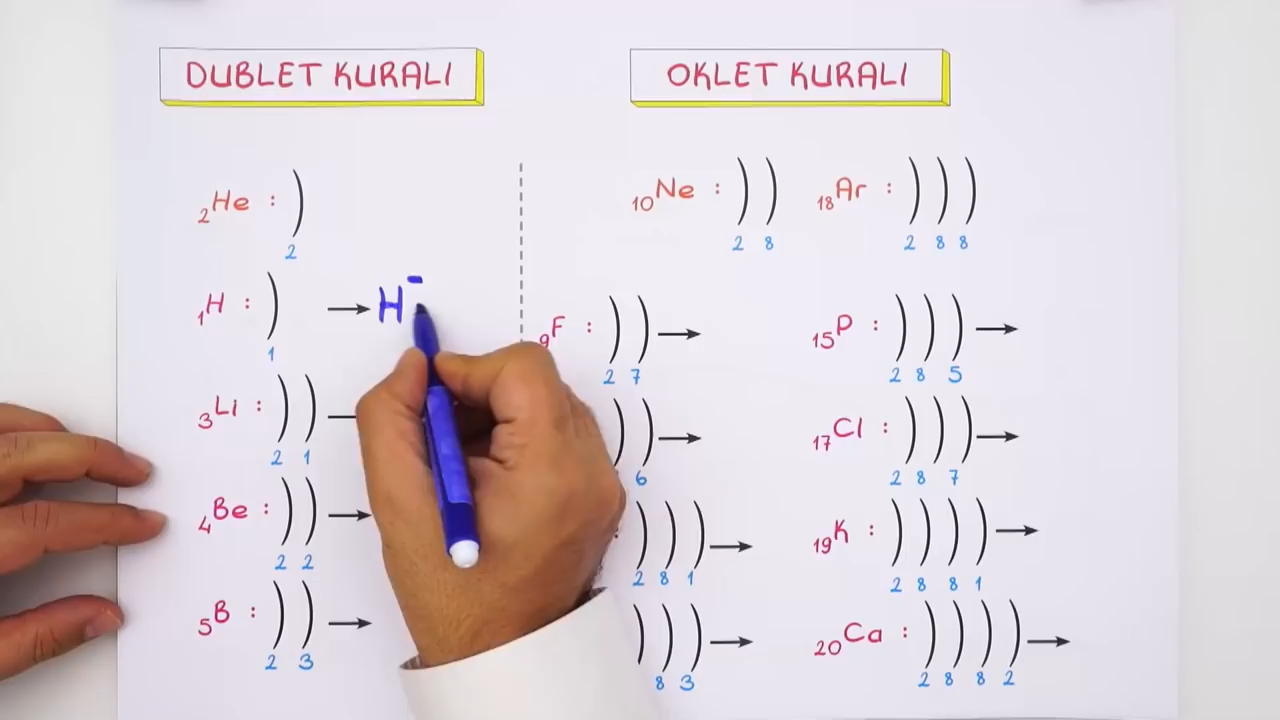 DUBLET KURALI
2He : ) 2
1H : ) 1 → H⁻
3Li : ) ) 2 1 →
4Be : ) ) 2 2 →
5B : ) ) 2 3 →
OKLET KURALI
10Ne : ) ) 2 8
18Ar : ) ) ) 2 8 8
9F : ) ) 2 7 →
15P : ) ) ) 2 8 5 →
) ) 6 →
17Cl : ) ) ) 2 8 7 →
) ) ) 2 8 1 →
19K : ) ) ) ) 2 8 8 1 →
) ) ) 8 3 →
20Ca : ) ) ) ) 2 8 8 2 →